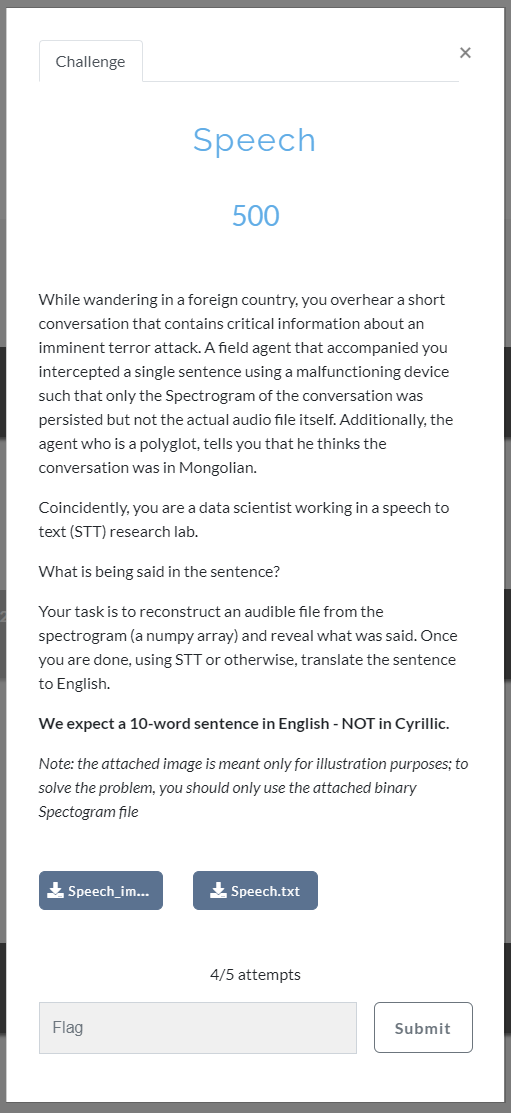 Challenge
×
Speech
500
While wandering in a foreign country, you overhear a short
conversation that contains critical information about an
imminent terror attack. A field agent that accompanied you
intercepted a single sentence using a malfunctioning device
such that only the Spectrogram of the conversation was
persisted but not the actual audio file itself. Additionally, the
agent who is a polyglot, tells you that he thinks the
conversation was in Mongolian.
Coincidently, you are a data scientist working in a speech to
text (STT) research lab.
What is being said in the sentence?
Your task is to reconstruct an audible file from the
spectrogram (a numpy array) and reveal what was said. Once
you are done, using STT or otherwise, translate the sentence
to English.
We expect a 10-word sentence in English - NOT in Cyrillic.
Note: the attached image is meant only for illustration purposes; to
solve the problem, you should only use the attached binary
Spectogram file
Speech_im... Speech.txt
4/5 attempts
Flag Submit